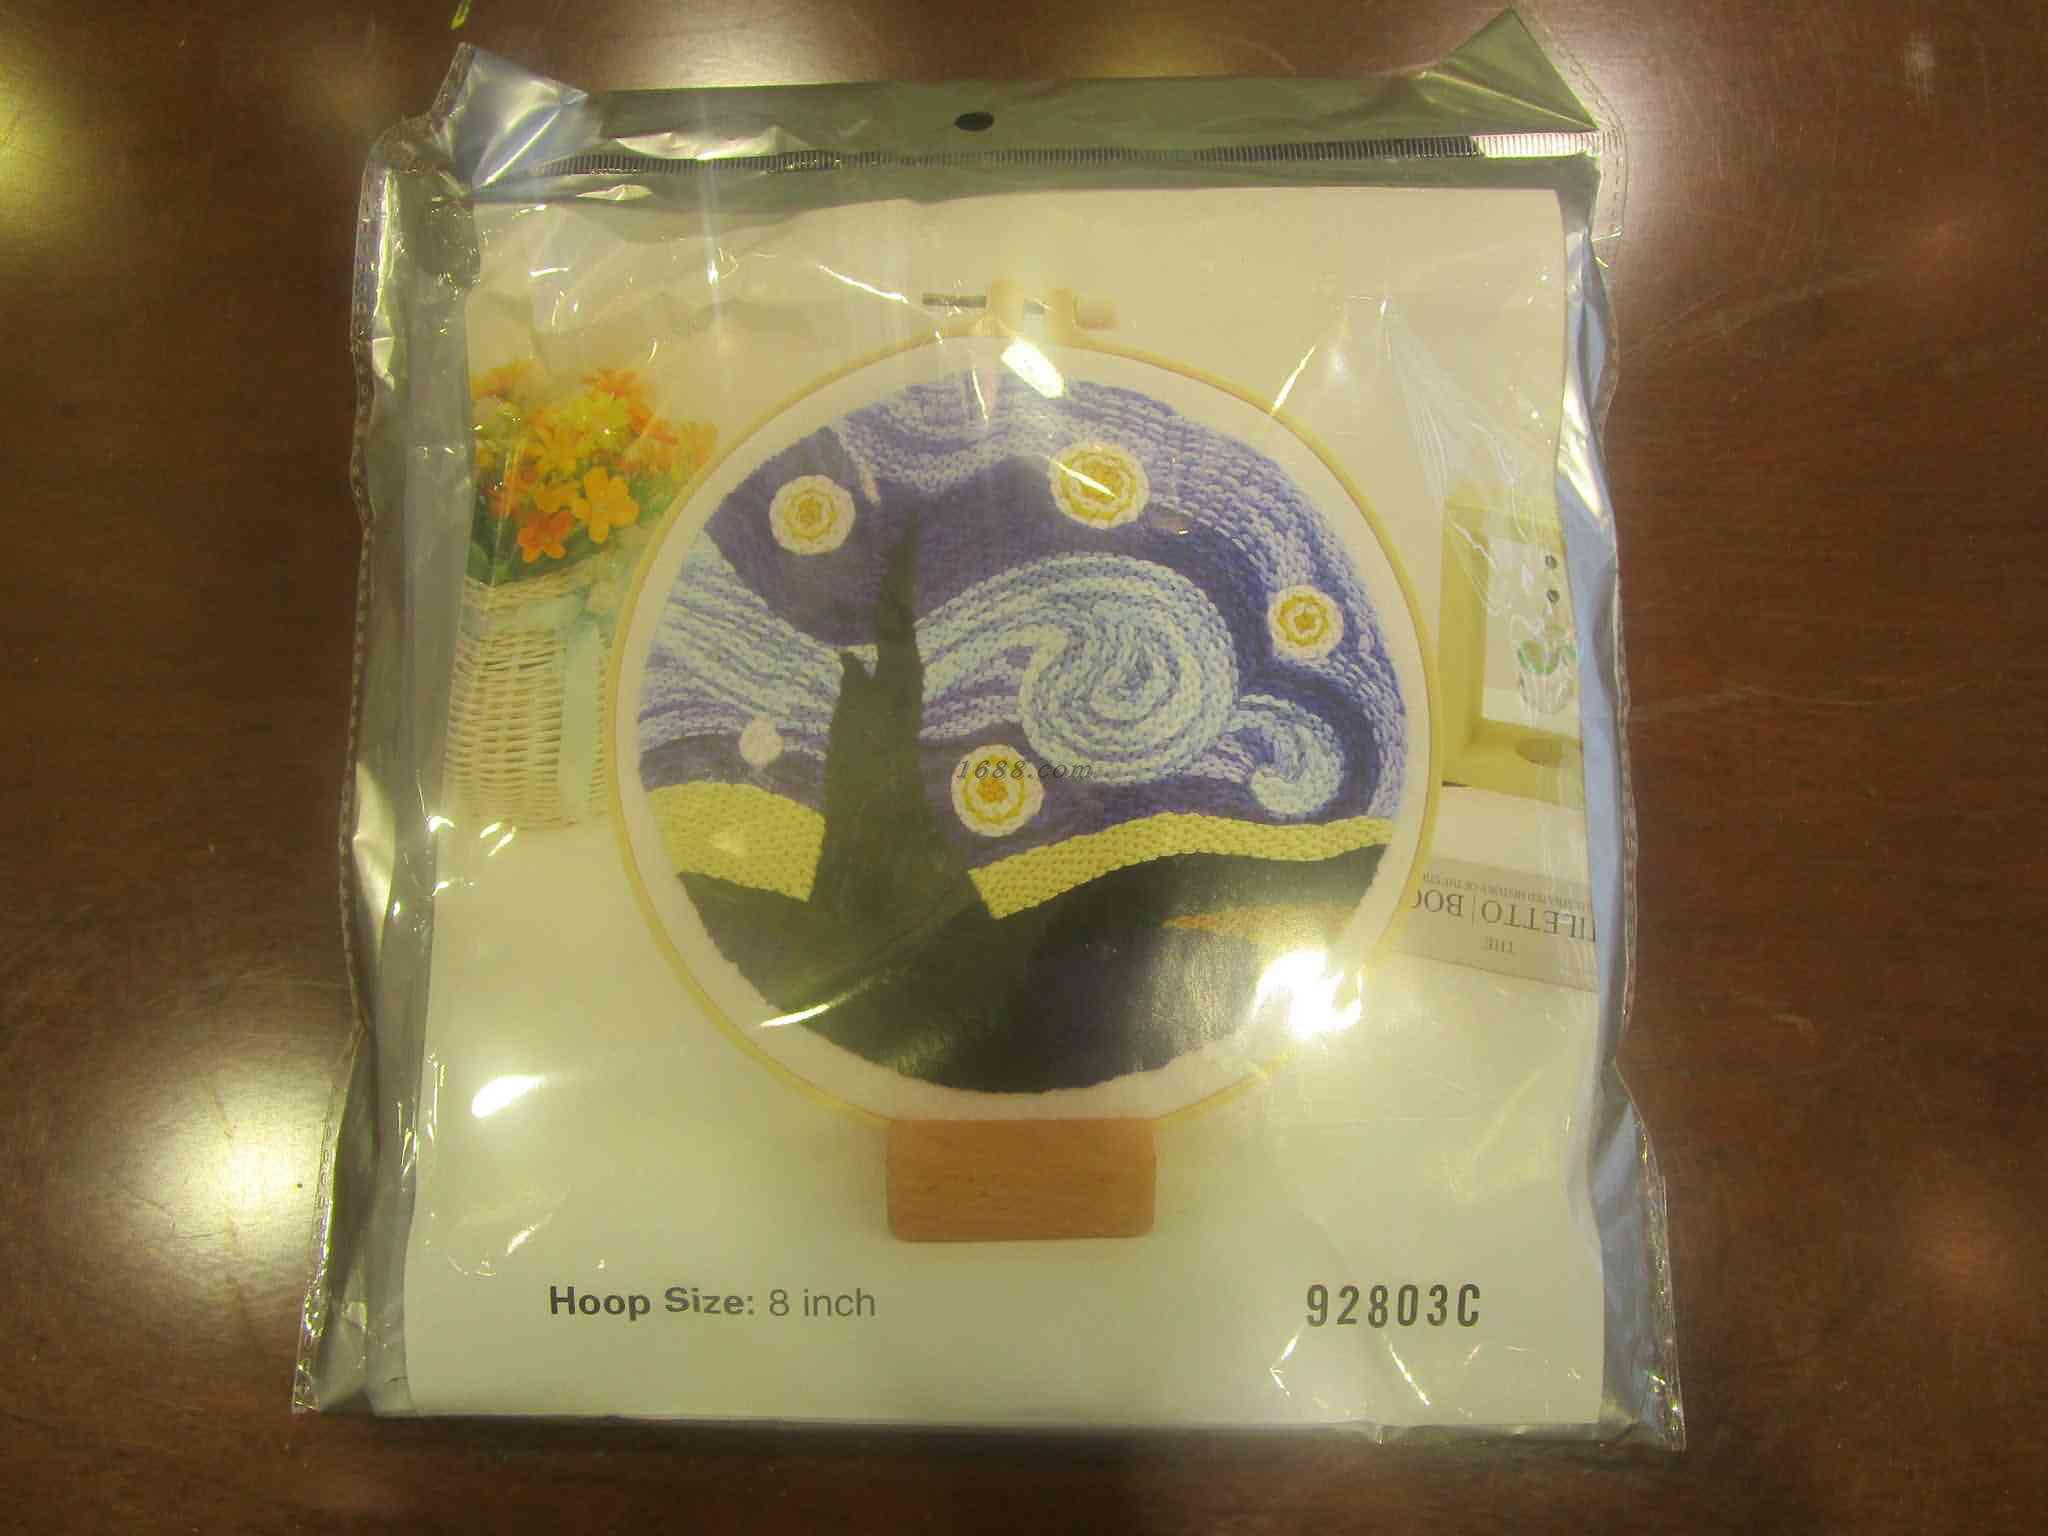 1688.com
ILETTO | BOO
THE
Hoop Size: 8 inch
92803C